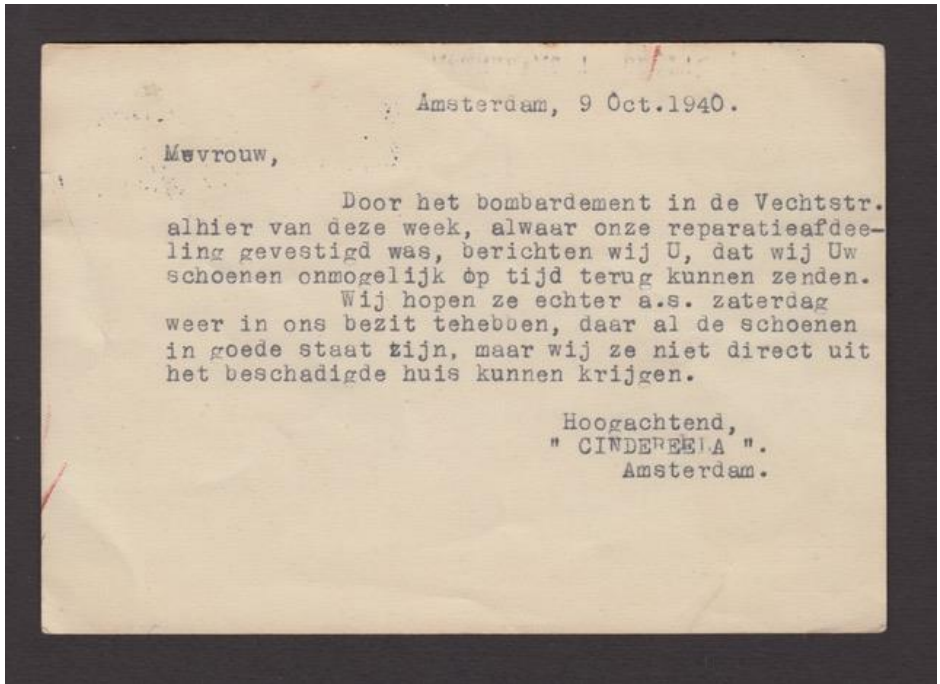 Amsterdam, 9 Oct.1940.
Mevrouw,
Door het bombardement in de Vechtstr.
alhier van deze week, alwaar onze reparatieafdee-
ling gevestigd was, berichten wij U, dat wij Uw
schoenen onmogelijk op tijd terug kunnen zenden.
Wij hopen ze echter a.s. zaterdag
weer in ons bezit tehebben, daar al de schoenen
in goede staat zijn, maar wij ze niet direct uit
het beschadigde huis kunnen krijgen.
Hoogachtend,
" CINDEREELA ".
Amsterdam.